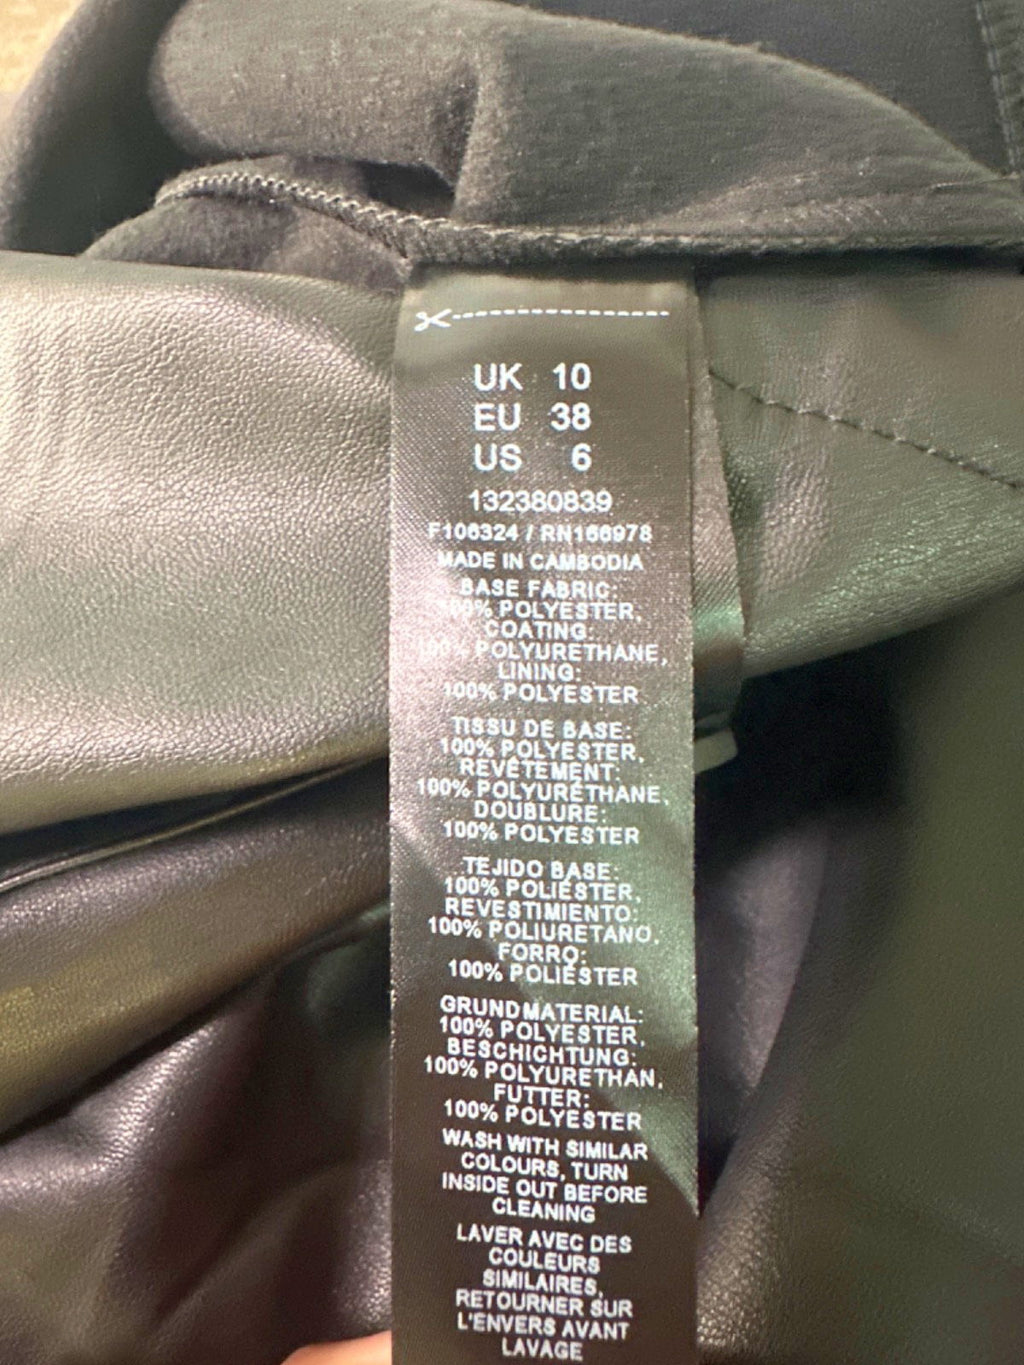 UK 10
EU 38
US 6
132380839
F106324 / RN166978
MADE IN CAMBODIA
BASE FABRIC:
100% POLYESTER,
COATING:
100% POLYURETHANE,
LINING:
100% POLYESTER
TISSU DE BASE:
100% POLYESTER,
REVÊTEMENT:
100% POLYURÉTHANE,
DOUBLURE:
100% POLYESTER
TEJIDO BASE:
100% POLIÉSTER,
REVESTIMIENTO:
100% POLIURETANO,
FORRO:
100% POLIÉSTER
GRUNDMATERIAL:
100% POLYESTER,
BESCHICHTUNG:
100% POLYURETHAN,
FUTTER:
100% POLYESTER
WASH WITH SIMILAR
COLOURS, TURN
INSIDE OUT BEFORE
CLEANING
LAVER AVEC DES
COULEURS
SIMILAIRES,
RETOURNER SUR
L'ENVERS AVANT
LAVAGE